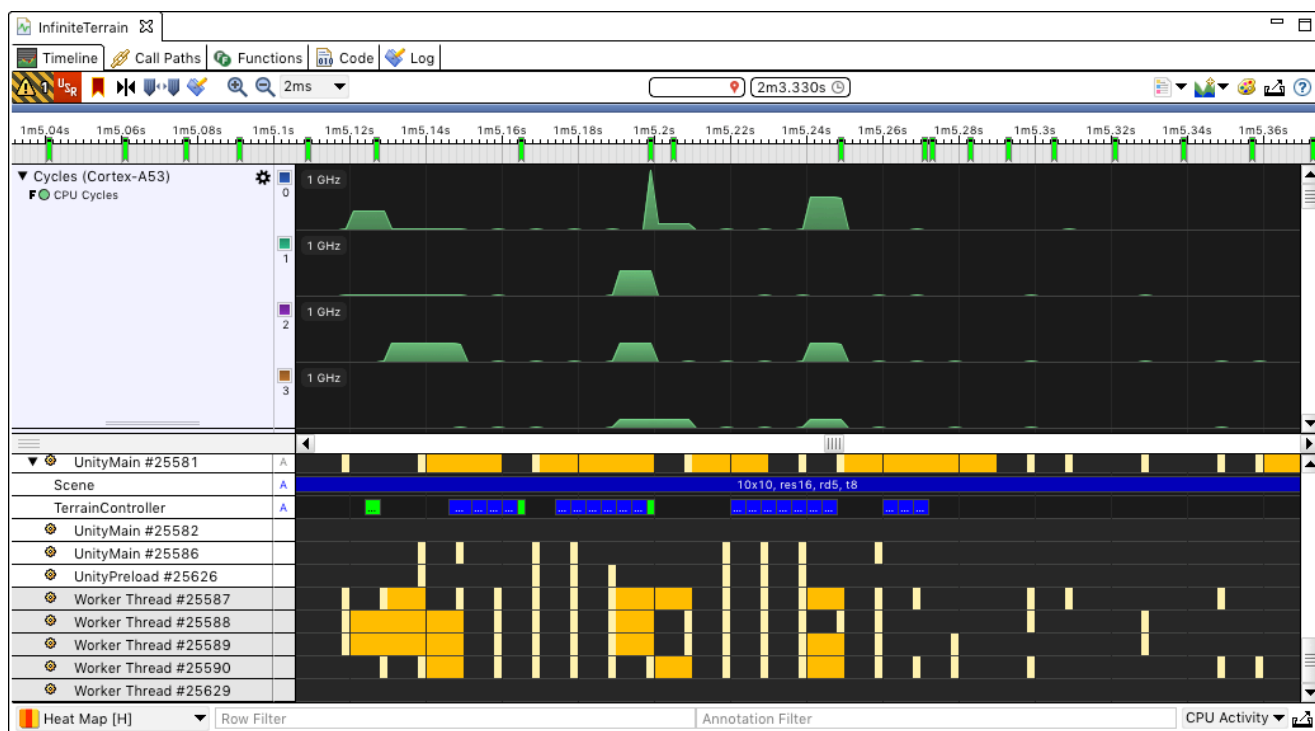 InfiniteTerrain
Timeline Call Paths Functions Code Log
1 USR 2ms 2m3.330s
1m5.04s 1m5.06s 1m5.08s 1m5.1s 1m5.12s 1m5.14s 1m5.16s 1m5.18s 1m5.2s 1m5.22s 1m5.24s 1m5.26s 1m5.28s 1m5.3s 1m5.32s 1m5.34s 1m5.36s
Cycles (Cortex-A53) 1 GHz
F CPU Cycles 0
1 GHz
1
1 GHz
2
1 GHz
3
UnityMain #25581 A
Scene A 10x10, res16, rd5, t8
TerrainController A ... ... ... ... ... ... ... ... ... ... ... ... ... ... ... ... ... ... ... ...
UnityMain #25582
UnityMain #25586
UnityPreload #25626
Worker Thread #25587
Worker Thread #25588
Worker Thread #25589
Worker Thread #25590
Worker Thread #25629
Heat Map [H] Row Filter Annotation Filter CPU Activity